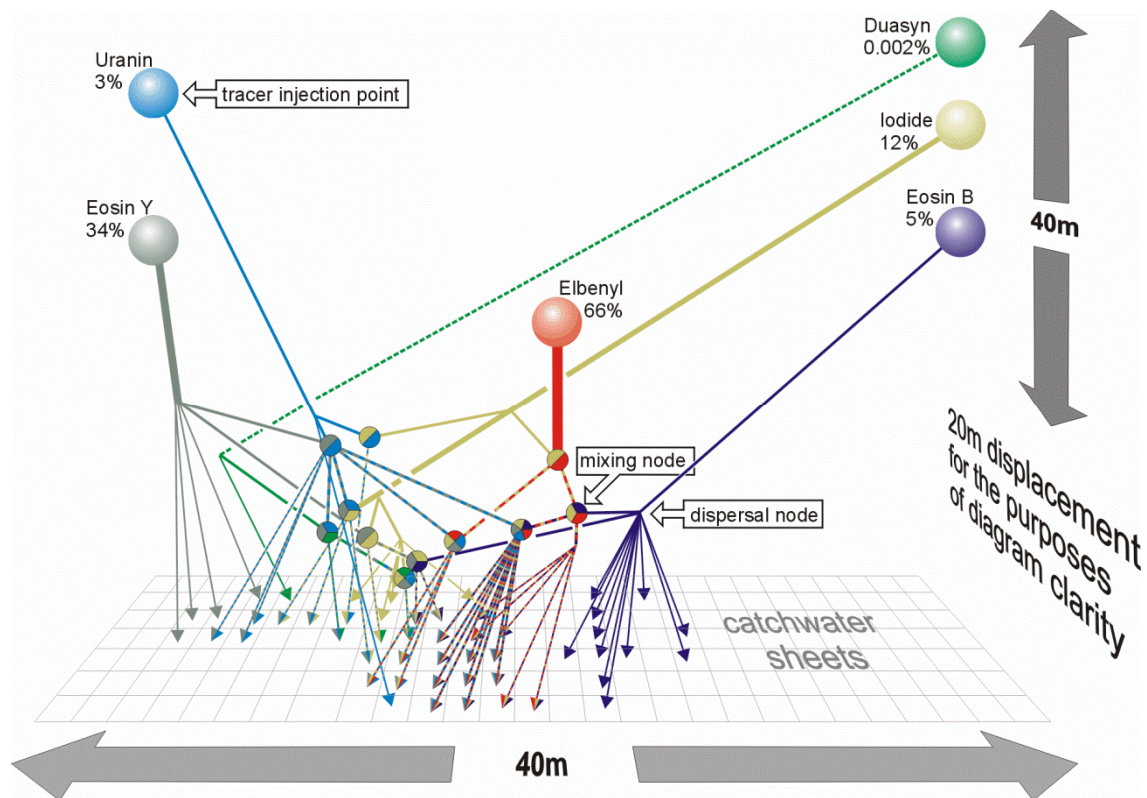 Uranin
3%
tracer injection point
Duasyn
0.002%
Iodide
12%
Eosin Y
34%
Eosin B
5%
40m
Elbenyl
66%
mixing node
dispersal node
20m displacement
for the purposes
of diagram clarity
catchwater
sheets
40m